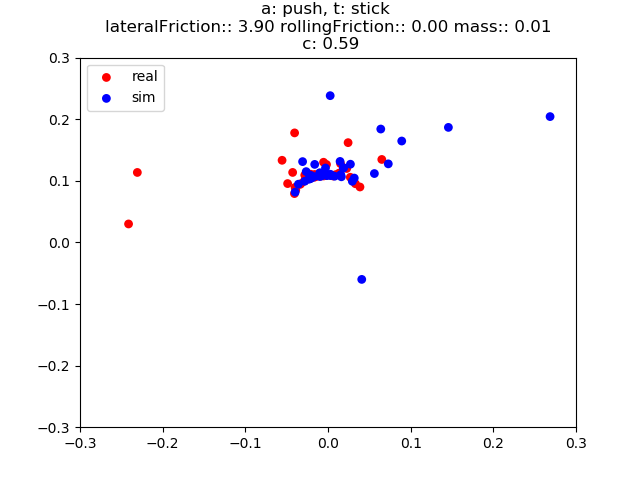 a: push, t: stick
lateralFriction:: 3.90 rollingFriction:: 0.00 mass:: 0.01
c: 0.59
real
sim
0.3
0.2
0.1
0.0
−0.1
−0.2
−0.3
−0.3
−0.2
−0.1
0.0
0.1
0.2
0.3